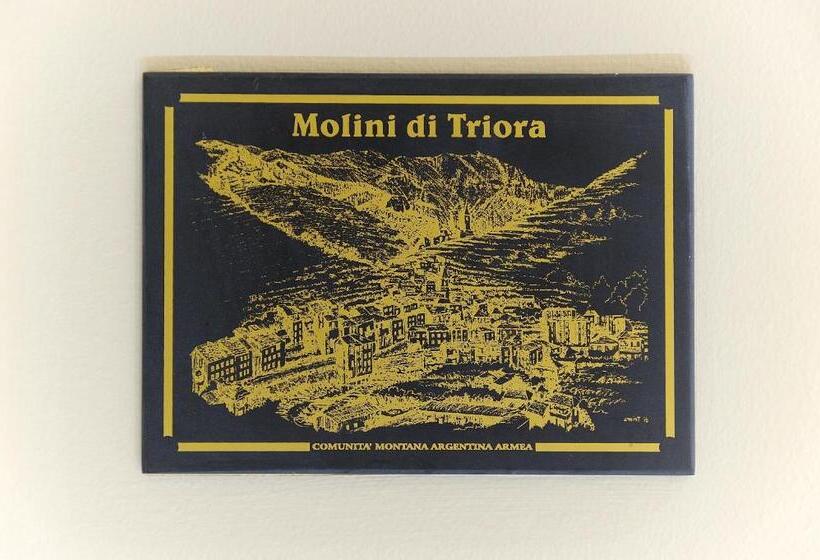 Molini di Triora
COMUNITA' MONTANA ARGENTINA ARMEA